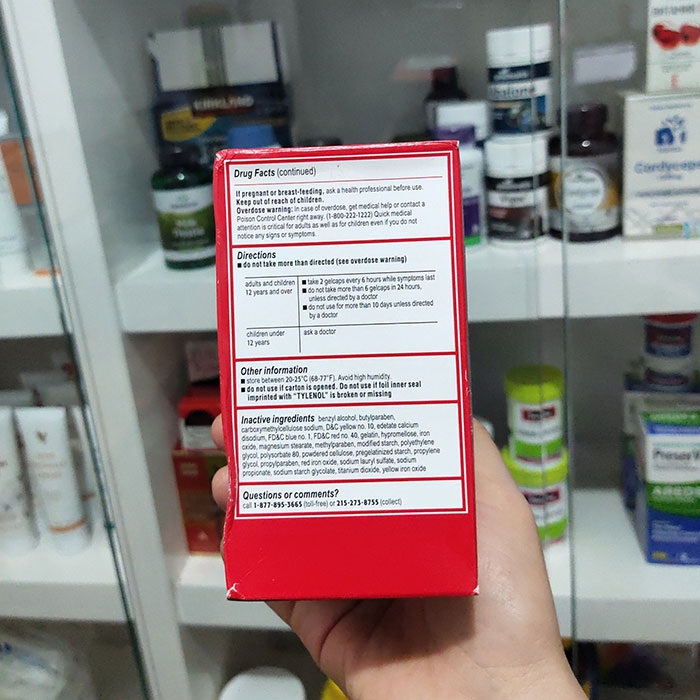 Drug Facts (continued)
If pregnant or breast-feeding, ask a health professional before use.
Keep out of reach of children.
Overdose warning: In case of overdose, get medical help or contact a
Poison Control Center right away. (1-800-222-1222) Quick medical
attention is critical for adults as well as for children even if you do not
notice any signs or symptoms.
Directions
■ do not take more than directed (see overdose warning)
adults and children
12 years and over
■ take 2 gelcaps every 6 hours while symptoms last
■ do not take more than 6 gelcaps in 24 hours,
unless directed by a doctor
■ do not use for more than 10 days unless directed
by a doctor
children under
12 years
ask a doctor
Other information
■ store between 20-25°C (68-77°F). Avoid high humidity.
■ do not use if carton is opened. Do not use if foil inner seal
imprinted with "TYLENOL" is broken or missing
Inactive ingredients benzyl alcohol, butylparaben,
carboxymethylcellulose sodium, D&C yellow no. 10, edetate calcium
disodium, FD&C blue no. 1, FD&C red no. 40, gelatin, hypromellose, iron
oxide, magnesium stearate, methylparaben, modified starch, polyethylene
glycol, polysorbate 80, powdered cellulose, pregelatinized starch, propylene
glycol, propylparaben, red iron oxide, sodium lauryl sulfate, sodium
propionate, sodium starch glycolate, titanium dioxide, yellow iron oxide
Questions or comments?
call 1-877-895-3665 (toll-free) or 215-273-8755 (collect)
KIRKLAND
Cordyceps